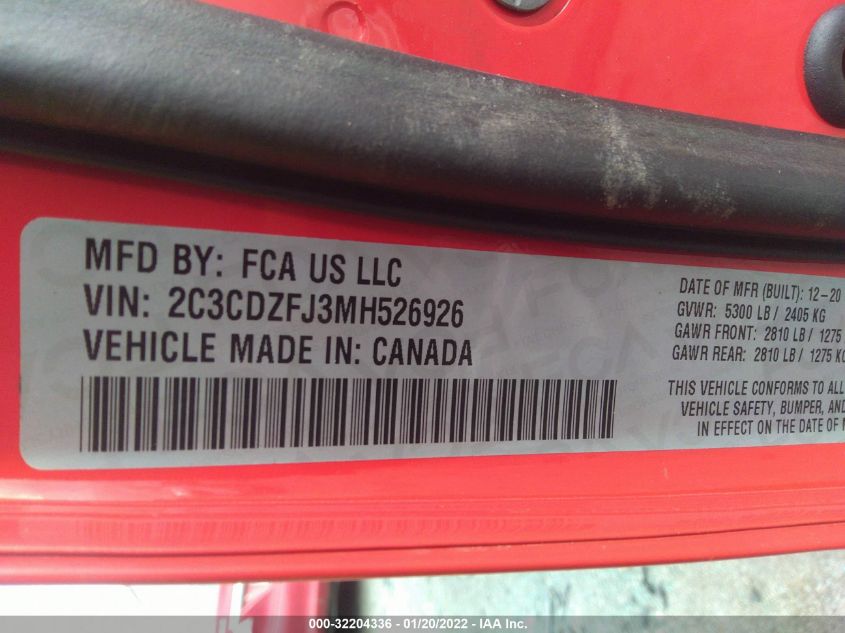 MFD BY: FCA US LLC
VIN: 2C3CDZFJ3MH526926
VEHICLE MADE IN: CANADA
DATE OF MFR (BUILT): 12-20
GVWR: 5300 LB / 2405 KG
GAWR FRONT: 2810 LB / 1275
GAWR REAR: 2810 LB / 1275 KG
THIS VEHICLE CONFORMS TO ALL
VEHICLE SAFETY, BUMPER, AND
IN EFFECT ON THE DATE OF
000-32204336 - 01/20/2022 - IAA Inc.